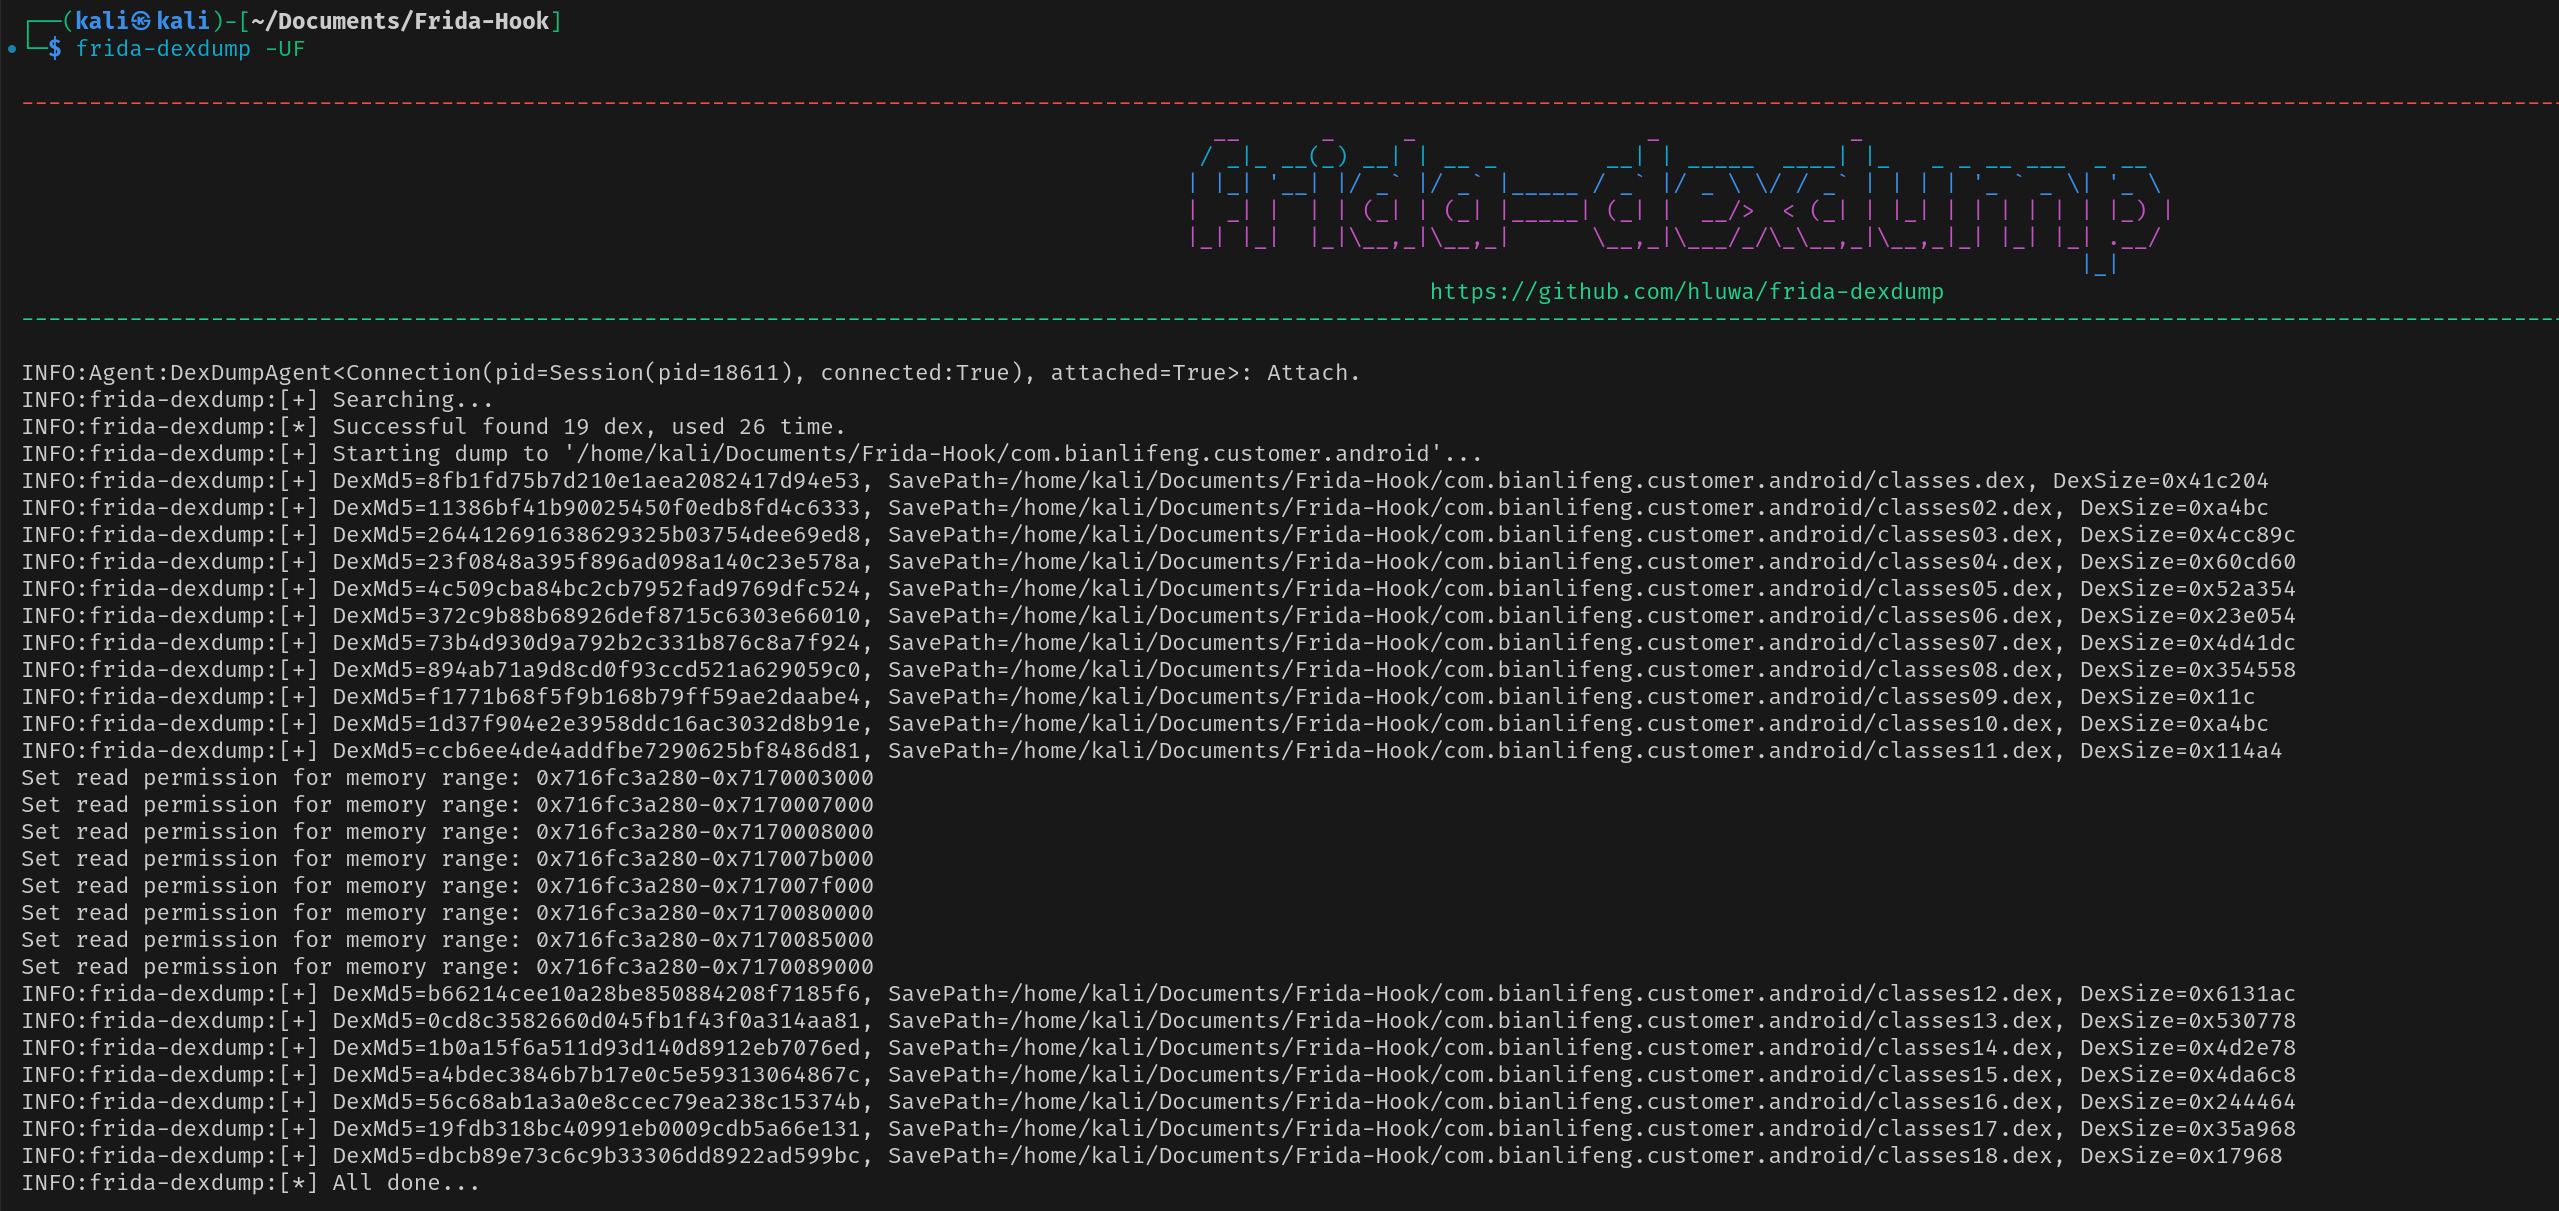 ┌──(kali㉿kali)-[~/Documents/Frida-Hook]
└─$ frida-dexdump -UF
frida-dexdump
https://github.com/hluwa/frida-dexdump
INFO:Agent:DexDumpAgent<Connection(pid=Session(pid=18611), connected:True), attached=True>: Attach.
INFO:frida-dexdump:[+] Searching...
INFO:frida-dexdump:[*] Successful found 19 dex, used 26 time.
INFO:frida-dexdump:[+] Starting dump to '/home/kali/Documents/Frida-Hook/com.bianlifeng.customer.android'...
INFO:frida-dexdump:[+] DexMd5=8fb1fd75b7d210e1aea2082417d94e53, SavePath=/home/kali/Documents/Frida-Hook/com.bianlifeng.customer.android/classes.dex, DexSize=0x41c204
INFO:frida-dexdump:[+] DexMd5=11386bf41b90025450f0edb8fd4c6333, SavePath=/home/kali/Documents/Frida-Hook/com.bianlifeng.customer.android/classes02.dex, DexSize=0xa4bc
INFO:frida-dexdump:[+] DexMd5=264412691638629325b03754dee69ed8, SavePath=/home/kali/Documents/Frida-Hook/com.bianlifeng.customer.android/classes03.dex, DexSize=0x4cc89c
INFO:frida-dexdump:[+] DexMd5=23f0848a395f896ad098a140c23e578a, SavePath=/home/kali/Documents/Frida-Hook/com.bianlifeng.customer.android/classes04.dex, DexSize=0x60cd60
INFO:frida-dexdump:[+] DexMd5=4c509cba84bc2cb7952fad9769dfc524, SavePath=/home/kali/Documents/Frida-Hook/com.bianlifeng.customer.android/classes05.dex, DexSize=0x52a354
INFO:frida-dexdump:[+] DexMd5=372c9b88b68926def8715c6303e66010, SavePath=/home/kali/Documents/Frida-Hook/com.bianlifeng.customer.android/classes06.dex, DexSize=0x23e054
INFO:frida-dexdump:[+] DexMd5=73b4d930d9a792b2c331b876c8a7f924, SavePath=/home/kali/Documents/Frida-Hook/com.bianlifeng.customer.android/classes07.dex, DexSize=0x4d41dc
INFO:frida-dexdump:[+] DexMd5=894ab71a9d8cd0f93ccd521a629059c0, SavePath=/home/kali/Documents/Frida-Hook/com.bianlifeng.customer.android/classes08.dex, DexSize=0x354558
INFO:frida-dexdump:[+] DexMd5=f1771b68f5f9b168b79ff59ae2daabe4, SavePath=/home/kali/Documents/Frida-Hook/com.bianlifeng.customer.android/classes09.dex, DexSize=0x11c
INFO:frida-dexdump:[+] DexMd5=1d37f904e2e3958ddc16ac3032d8b91e, SavePath=/home/kali/Documents/Frida-Hook/com.bianlifeng.customer.android/classes10.dex, DexSize=0xa4bc
INFO:frida-dexdump:[+] DexMd5=ccb6ee4de4addfbe7290625bf8486d81, SavePath=/home/kali/Documents/Frida-Hook/com.bianlifeng.customer.android/classes11.dex, DexSize=0x114a4
Set read permission for memory range: 0x716fc3a280-0x7170003000
Set read permission for memory range: 0x716fc3a280-0x7170007000
Set read permission for memory range: 0x716fc3a280-0x7170008000
Set read permission for memory range: 0x716fc3a280-0x717007b000
Set read permission for memory range: 0x716fc3a280-0x717007f000
Set read permission for memory range: 0x716fc3a280-0x7170080000
Set read permission for memory range: 0x716fc3a280-0x7170085000
Set read permission for memory range: 0x716fc3a280-0x7170089000
INFO:frida-dexdump:[+] DexMd5=b66214cee10a28be850884208f7185f6, SavePath=/home/kali/Documents/Frida-Hook/com.bianlifeng.customer.android/classes12.dex, DexSize=0x6131ac
INFO:frida-dexdump:[+] DexMd5=0cd8c3582660d045fb1f43f0a314aa81, SavePath=/home/kali/Documents/Frida-Hook/com.bianlifeng.customer.android/classes13.dex, DexSize=0x530778
INFO:frida-dexdump:[+] DexMd5=1b0a15f6a511d93d140d8912eb7076ed, SavePath=/home/kali/Documents/Frida-Hook/com.bianlifeng.customer.android/classes14.dex, DexSize=0x4d2e78
INFO:frida-dexdump:[+] DexMd5=a4bdec3846b7b17e0c5e59313064867c, SavePath=/home/kali/Documents/Frida-Hook/com.bianlifeng.customer.android/classes15.dex, DexSize=0x4da6c8
INFO:frida-dexdump:[+] DexMd5=56c68ab1a3a0e8ccec79ea238c15374b, SavePath=/home/kali/Documents/Frida-Hook/com.bianlifeng.customer.android/classes16.dex, DexSize=0x244464
INFO:frida-dexdump:[+] DexMd5=19fdb318bc40991eb0009cdb5a66e131, SavePath=/home/kali/Documents/Frida-Hook/com.bianlifeng.customer.android/classes17.dex, DexSize=0x35a968
INFO:frida-dexdump:[+] DexMd5=dbcb89e73c6c9b33306dd8922ad599bc, SavePath=/home/kali/Documents/Frida-Hook/com.bianlifeng.customer.android/classes18.dex, DexSize=0x17968
INFO:frida-dexdump:[*] All done...